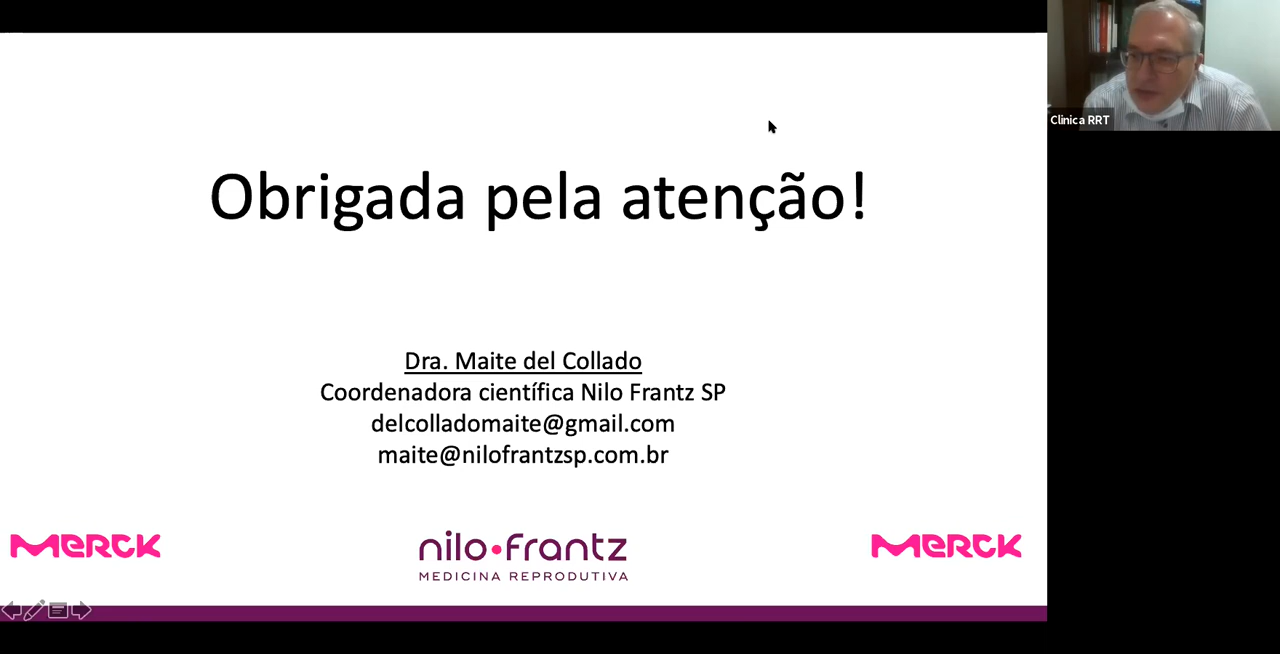 Obrigada pela atenção!
Dra. Maite del Collado
Coordenadora científica Nilo Frantz SP
delcolladomaite@gmail.com
maite@nilofrantzsp.com.br
MERCK
nilo•frantz
MEDICINA REPRODUTIVA
MERCK
Clinica RRT